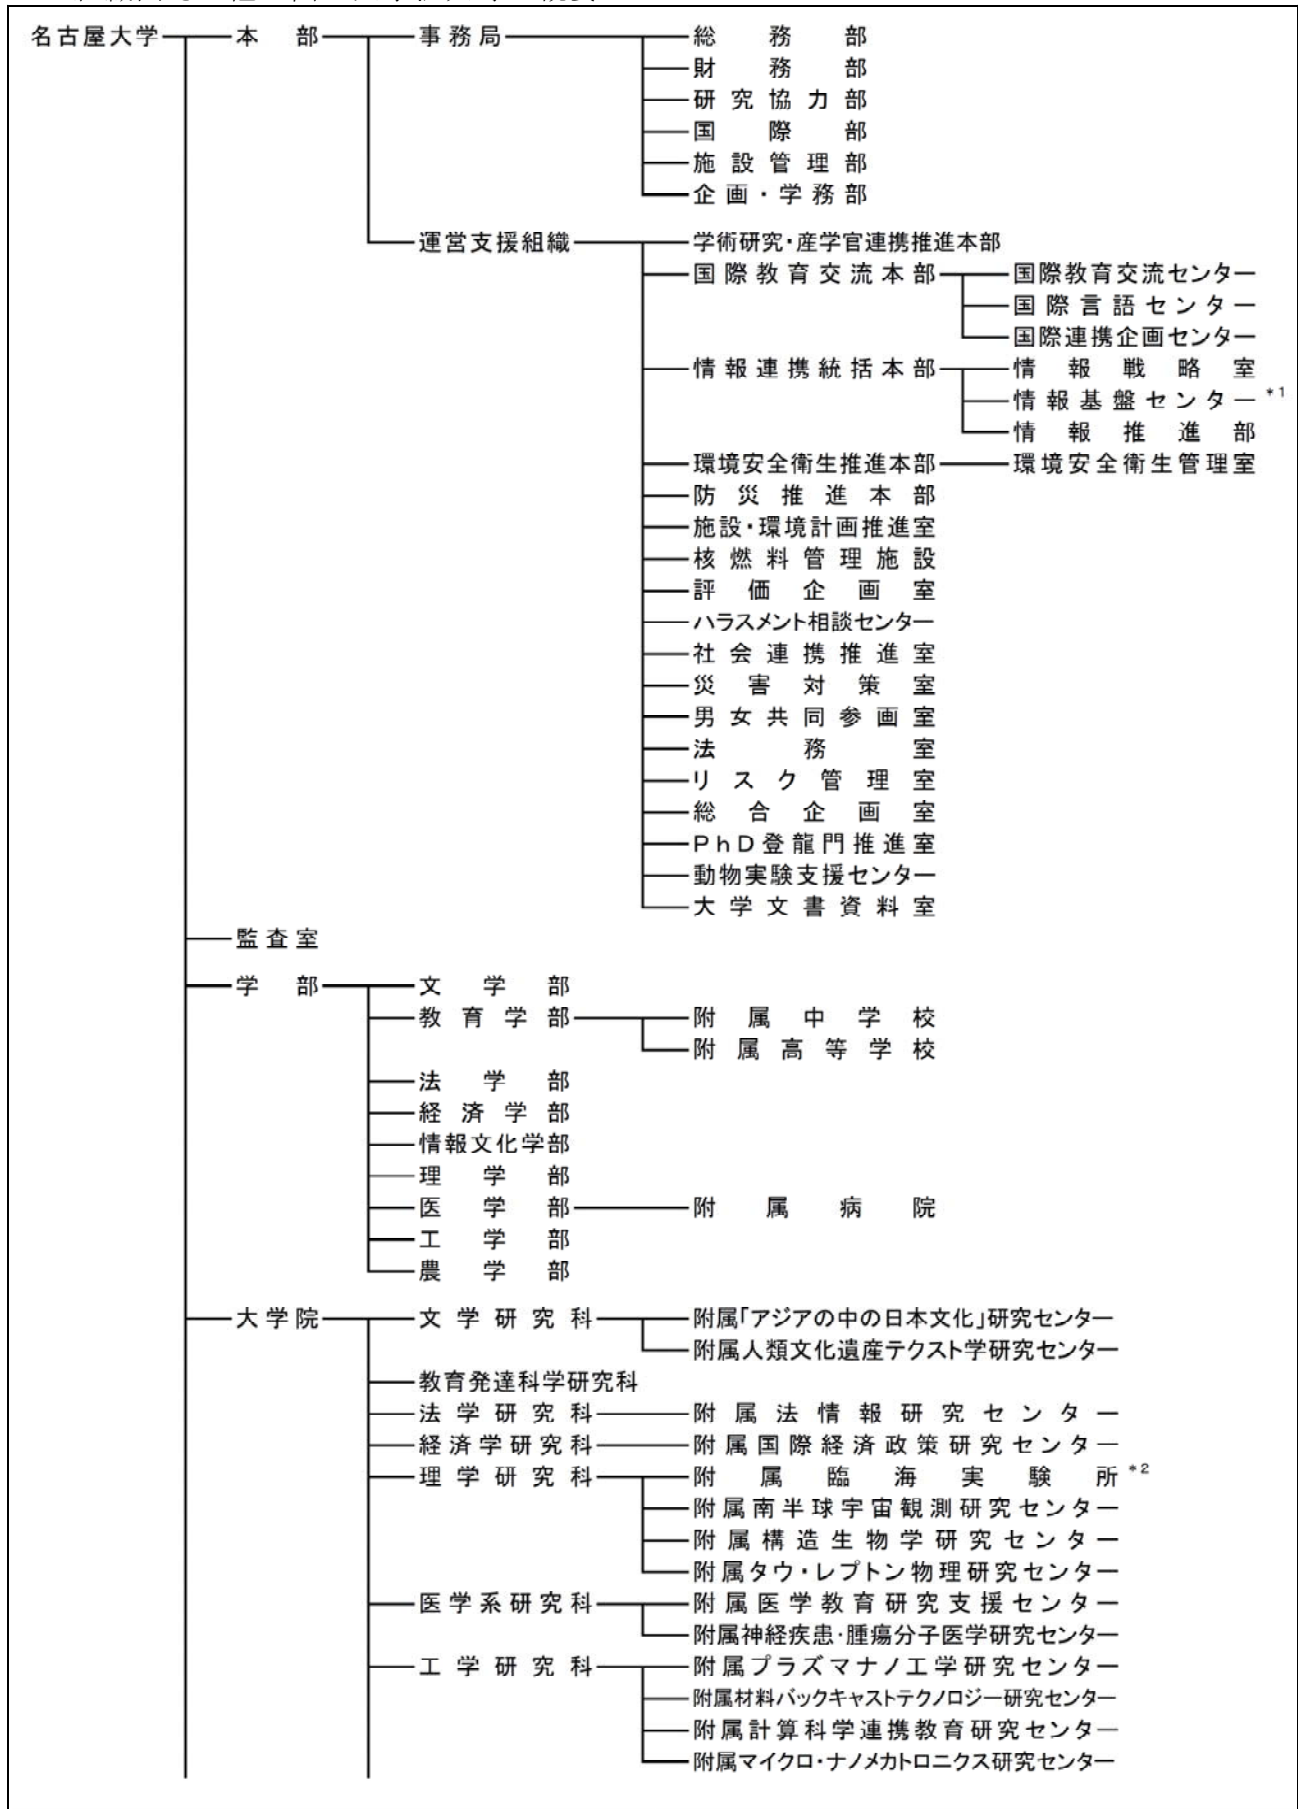 名古屋大学 本部 事務局 総務部
財務部
研究協力部
国際部
施設管理部
企画・学務部
運営支援組織 学術研究・産学官連携推進本部
国際教育交流本部 国際教育交流センター
国際言語センター
国際連携企画センター
情報連携統括本部 情報戦略室
情報基盤センター *1
情報推進部
環境安全衛生推進本部 環境安全衛生管理室
防災推進本部
施設・環境計画推進室
核燃料管理施設
評価企画室
ハラスメント相談センター
社会連携推進室
災害対策室
男女共同参画室
法務室
リスク管理室
総合企画室
PhD登龍門推進室
動物実験支援センター
大学文書資料室
監査室
学部 文学部
教育学部 附属中学校
附属高等学校
法学部
経済学部
情報文化学部
理学部
医学部 附属病院
工学部
農学部
大学院 文学研究科 附属「アジアの中の日本文化」研究センター
附属人類文化遺産テクスト学研究センター
教育発達科学研究科
法学研究科 附属法情報研究センター
経済学研究科 附属国際経済政策研究センター
理学研究科 附属臨海実験所 *2
附属南半球宇宙観測研究センター
附属構造生物学研究センター
附属タウ・レプトン物理研究センター
医学系研究科 附属医学教育研究支援センター
附属神経疾患・腫瘍分子医学研究センター
工学研究科 附属プラズマナノ工学研究センター
附属材料バックキャストテクノロジー研究センター
附属計算科学連携教育研究センター
附属マイクロ・ナノメカトロニクス研究センター